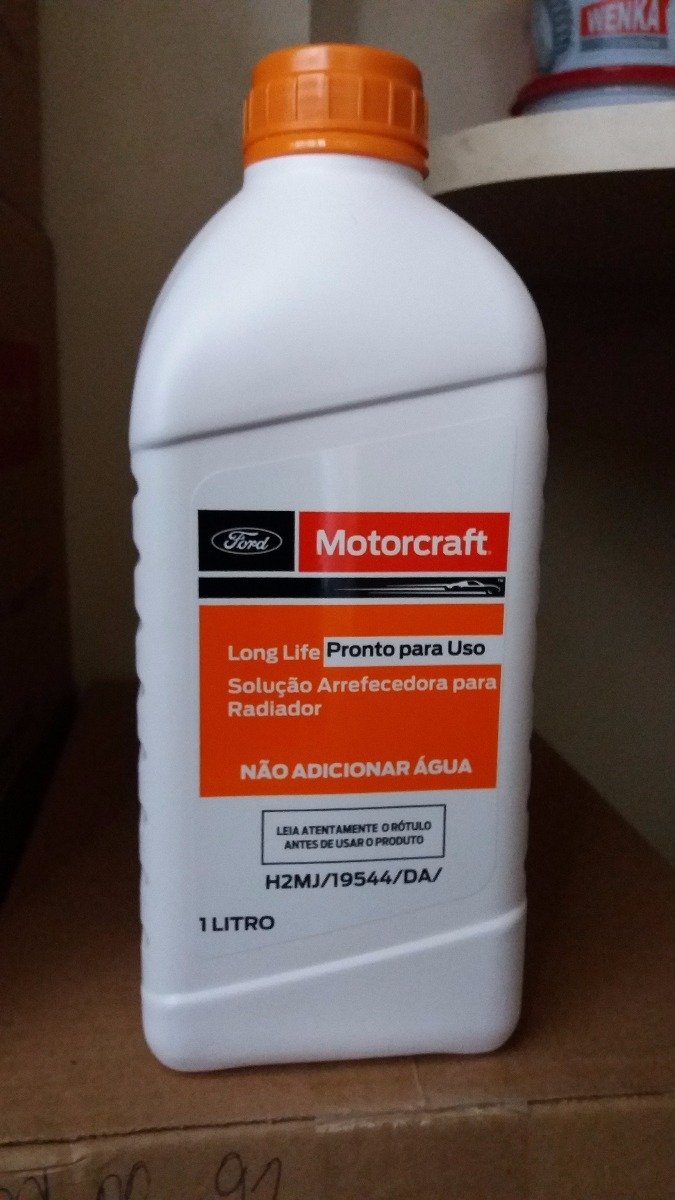 WENKA
Ford
Motorcraft
Long Life Pronto para Uso
Solução Arrefecedora para
Radiador
NÃO ADICIONAR ÁGUA
LEIA ATENTAMENTE O RÓTULO
ANTES DE USAR O PRODUTO
H2MJ/19544/DA/
1 LITRO
91